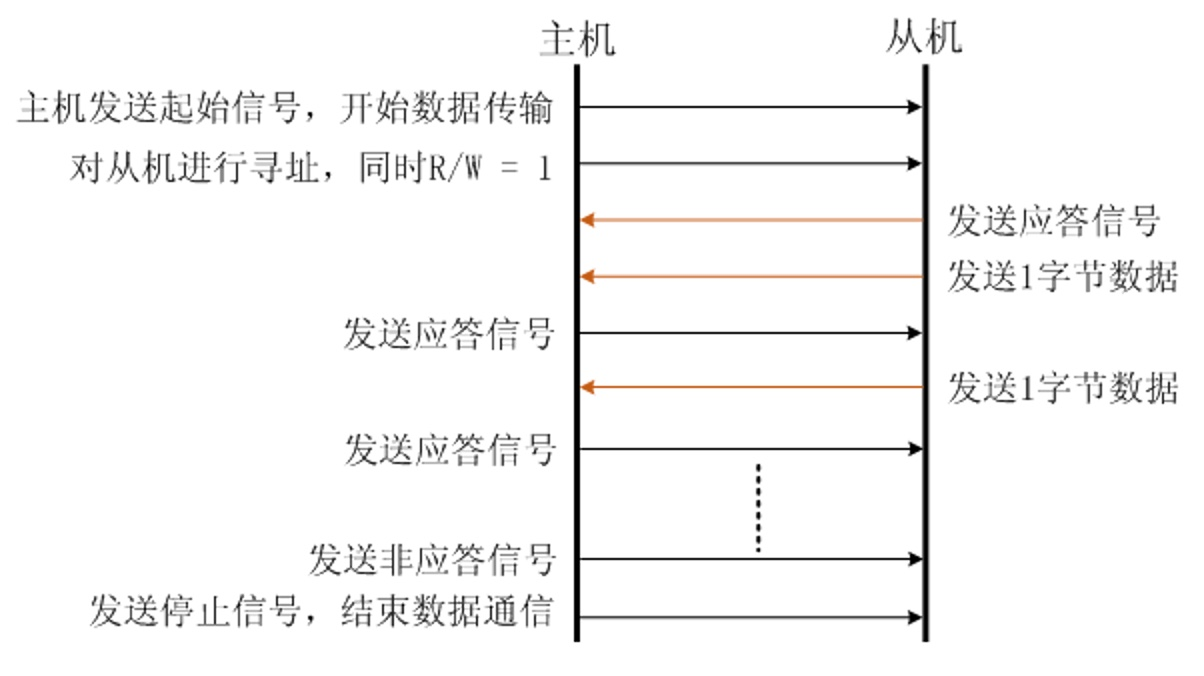 主机
从机
主机发送起始信号，开始数据传输
对从机进行寻址，同时R/W = 1
发送应答信号
发送1字节数据
发送应答信号
发送1字节数据
发送应答信号
发送非应答信号
发送停止信号，结束数据通信